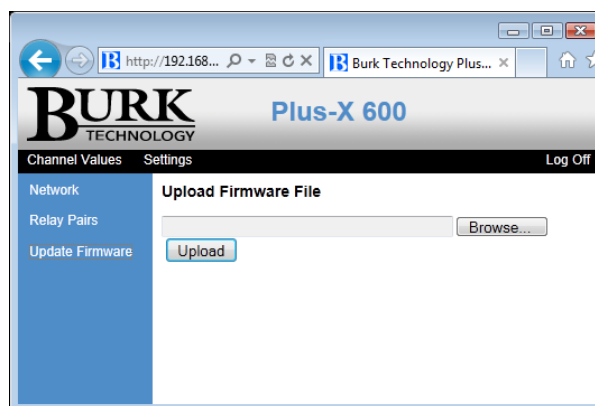 http://192.168... Burk Technology Plus...
BURK
TECHNOLOGY
Plus-X 600
Channel Values Settings Log Off
Network
Upload Firmware File
Relay Pairs
Browse...
Update Firmware
Upload